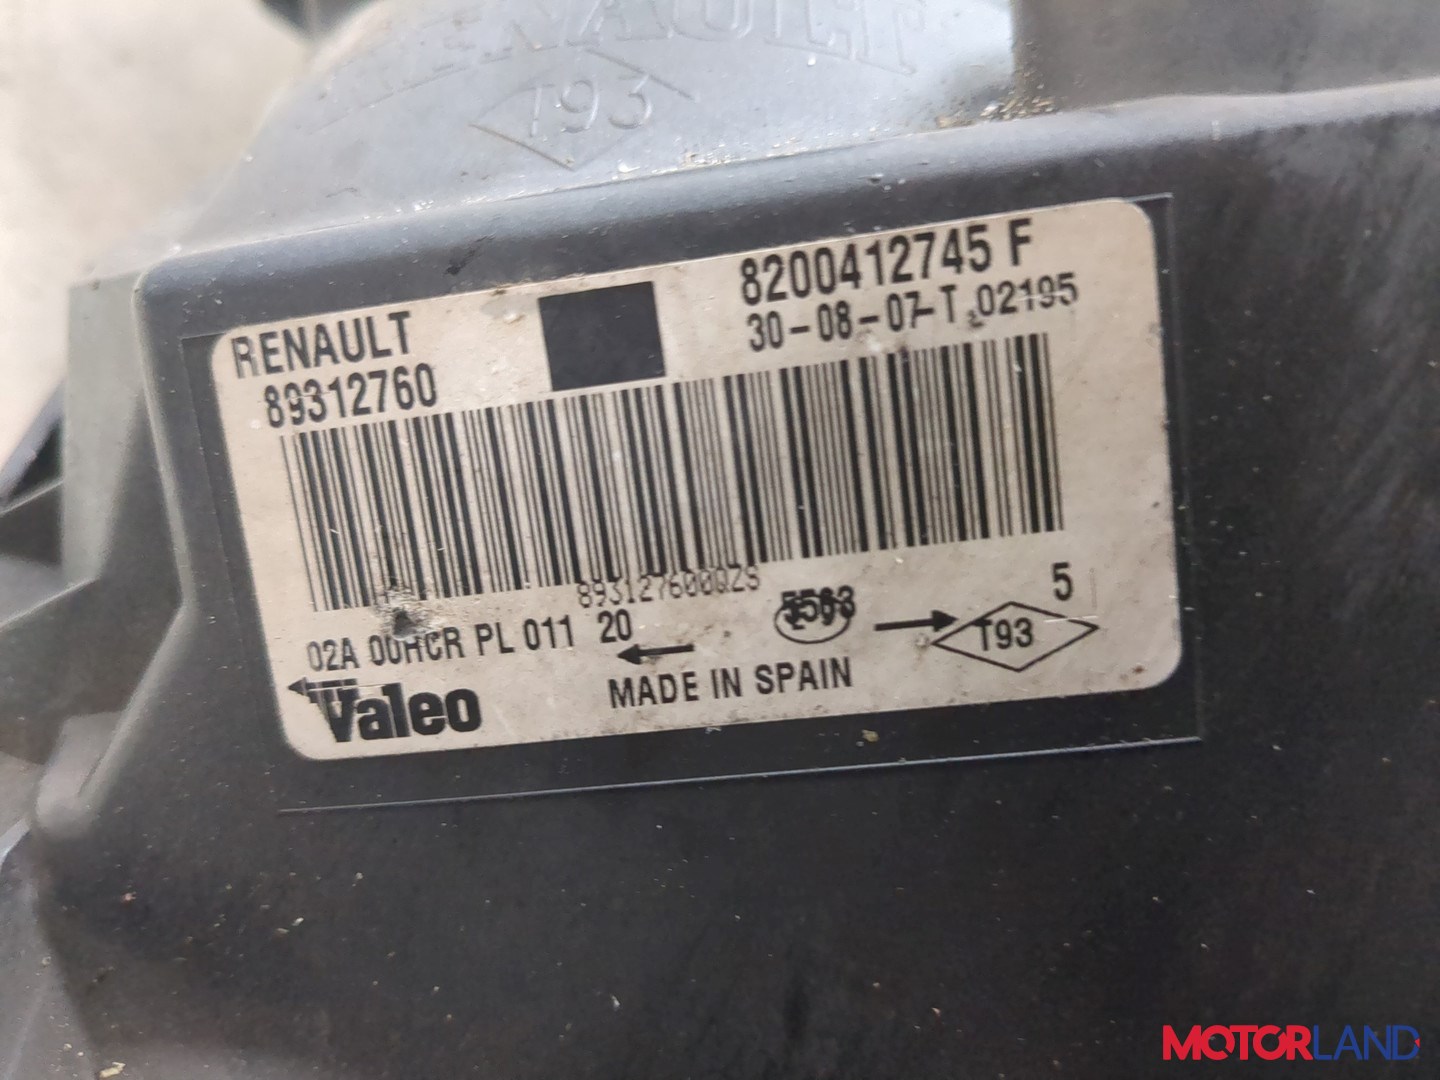 RENAULT
T93
8200412745 F
30-08-07-T 02195
RENAULT
89312760
893127600QZS
02A 00HCR PL 011 20
5
T93
MADE IN SPAIN
Valeo
MOTORLAND